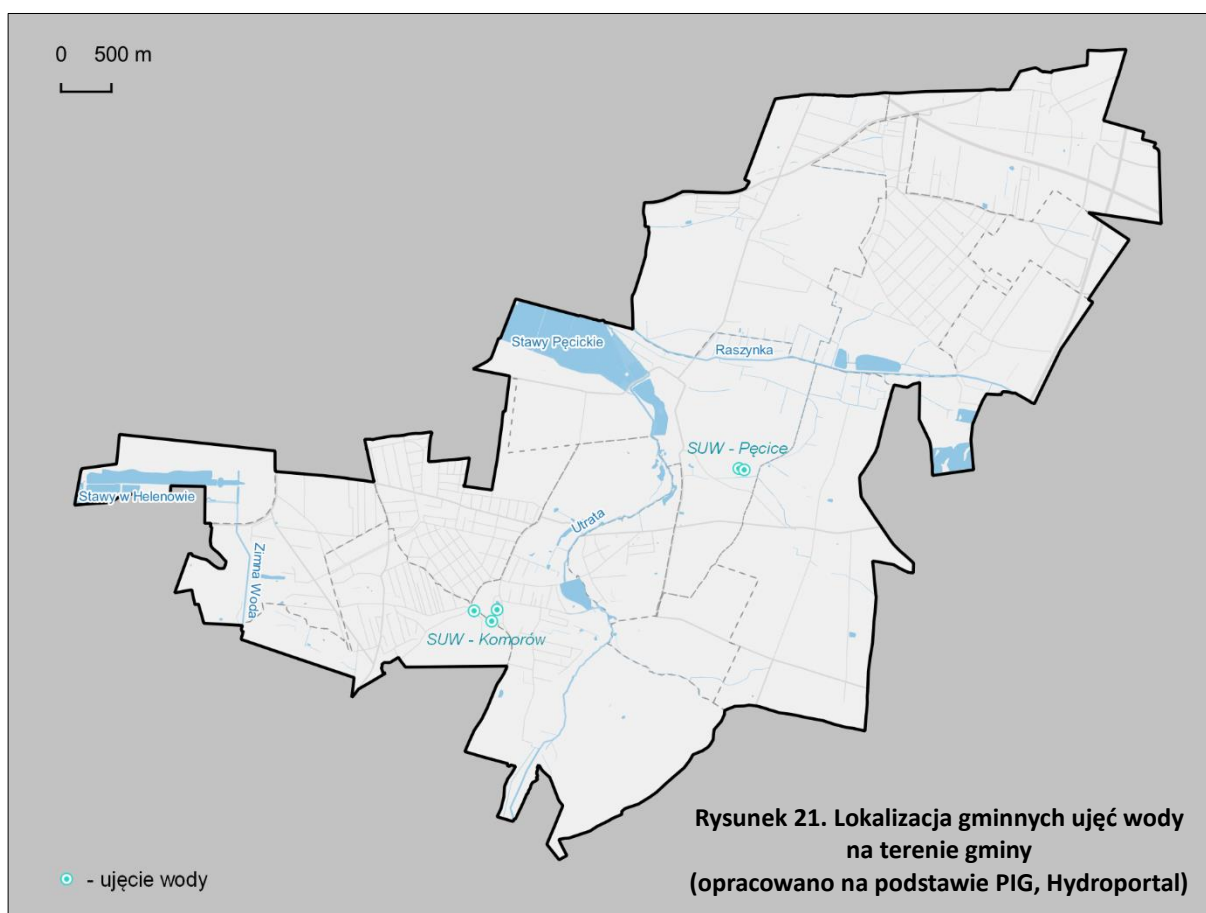 0 500 m
Stawy Pęcickie
Raszynka
SUW - Pęcice
Stawy w Helenowie
Utrata
Zimna Woda
SUW - Komorów
Rysunek 21. Lokalizacja gminnych ujęć wody
na terenie gminy
(opracowano na podstawie PIG, Hydroportal)
- ujęcie wody